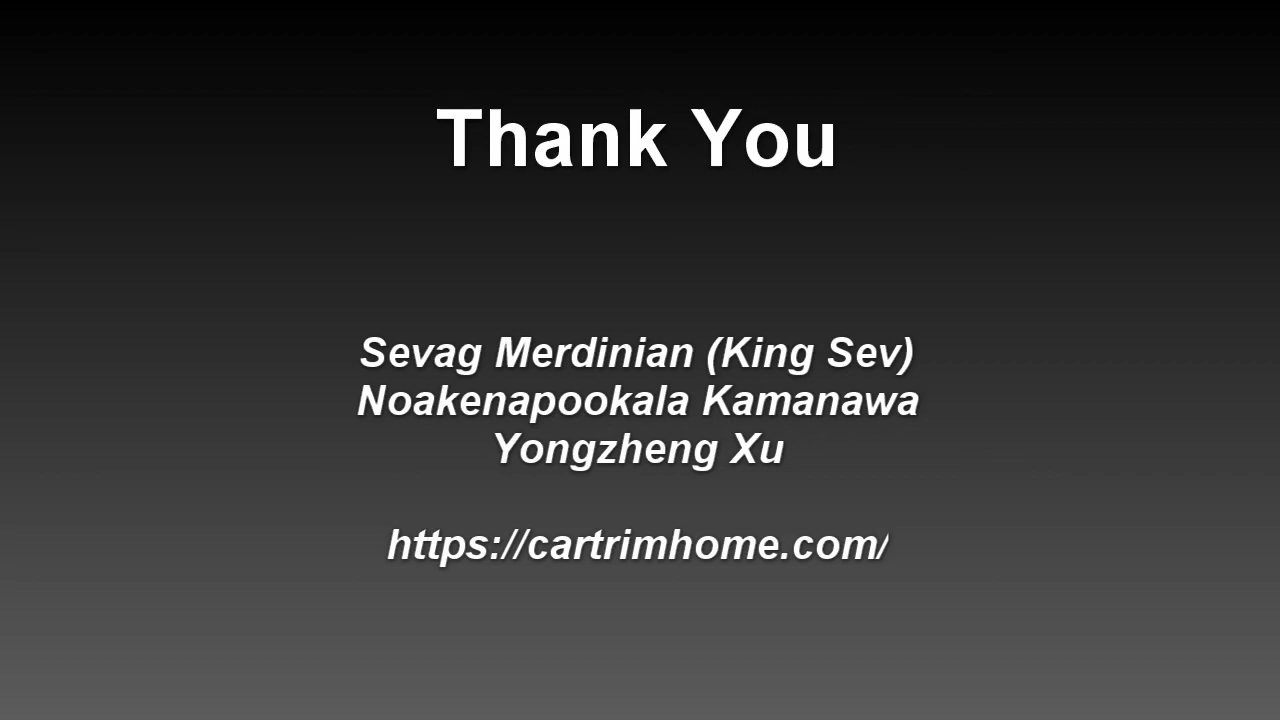 Thank You
Sevag Merdinian (King Sev)
Noakenapookala Kamanawa
Yongzheng Xu
https://cartrimhome.com/